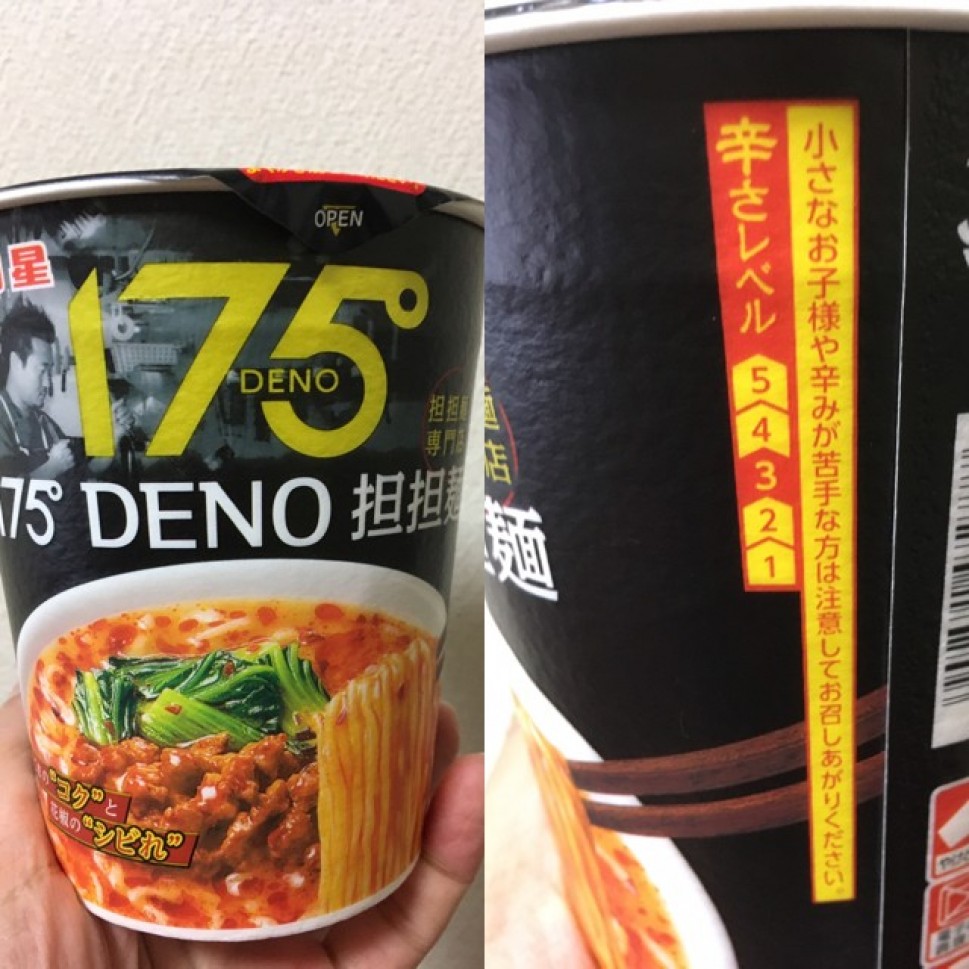 OPEN
星
175°
DENO
担担麺
専門店
175° DENO 担担麺
"コク"と
花椒の"シビれ"
麺
店
麺
辛さレベル 5 4 3 2 1
小さなお子様や辛みが苦手な方は注意してお召しあがりください。